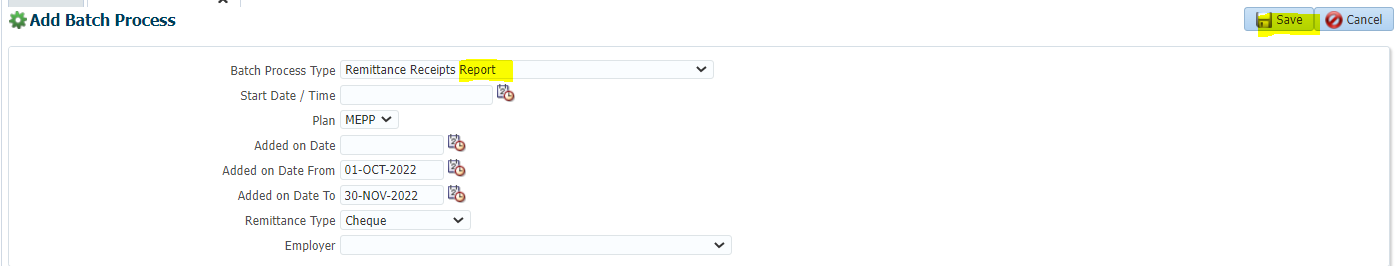 Add Batch Process
Save Cancel
Batch Process Type Remittance Receipts Report
Start Date / Time
Plan MEPP
Added on Date
Added on Date From 01-OCT-2022
Added on Date To 30-NOV-2022
Remittance Type Cheque
Employer